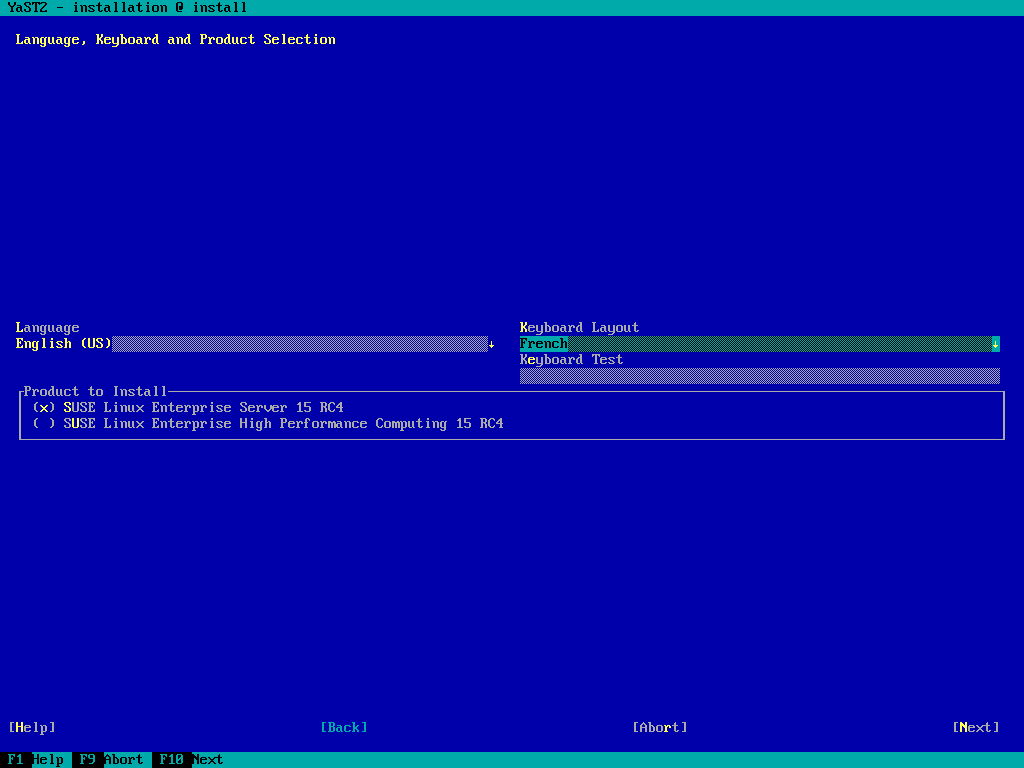 YaST2 - installation @ install
Language, Keyboard and Product Selection
Language
English (US)↓
Keyboard Layout
French↓
Keyboard Test
Product to Install
(x) SUSE Linux Enterprise Server 15 RC4
( ) SUSE Linux Enterprise High Performance Computing 15 RC4
[Help] [Back] [Abort] [Next]
F1 Help F9 Abort F10 Next